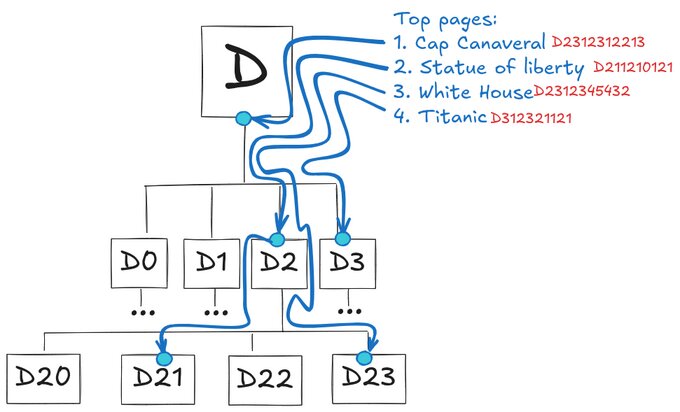 Top pages:
1. Cap Canaveral D2312312213
2. Statue of liberty D211210121
3. White House D2312345432
4. Titanic D312321121
D
D0 D1 D2 D3
... ... ...
D20 D21 D22 D23